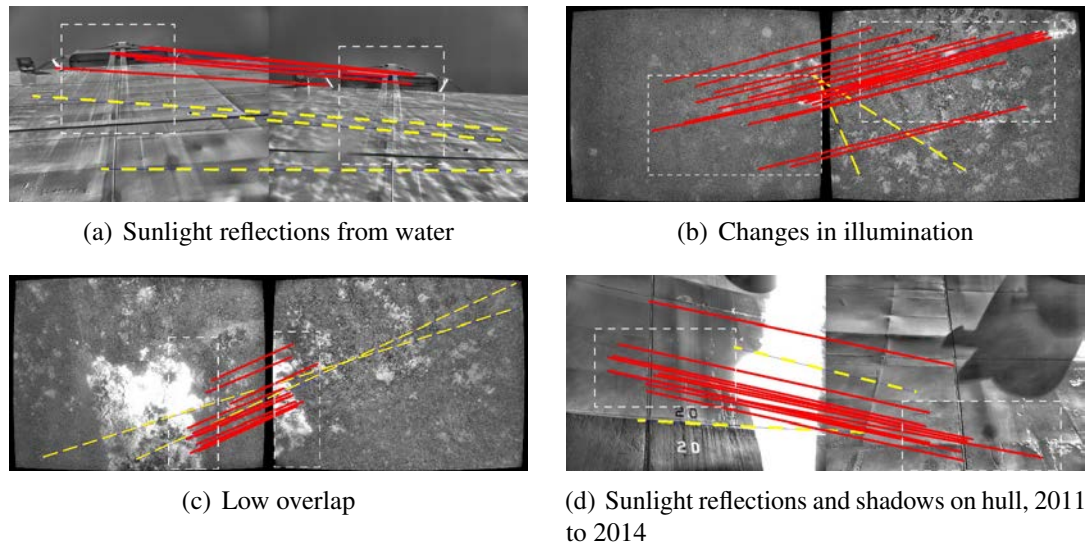 (a) Sunlight reflections from water
(b) Changes in illumination
20
20
(c) Low overlap
(d) Sunlight reflections and shadows on hull, 2011
to 2014